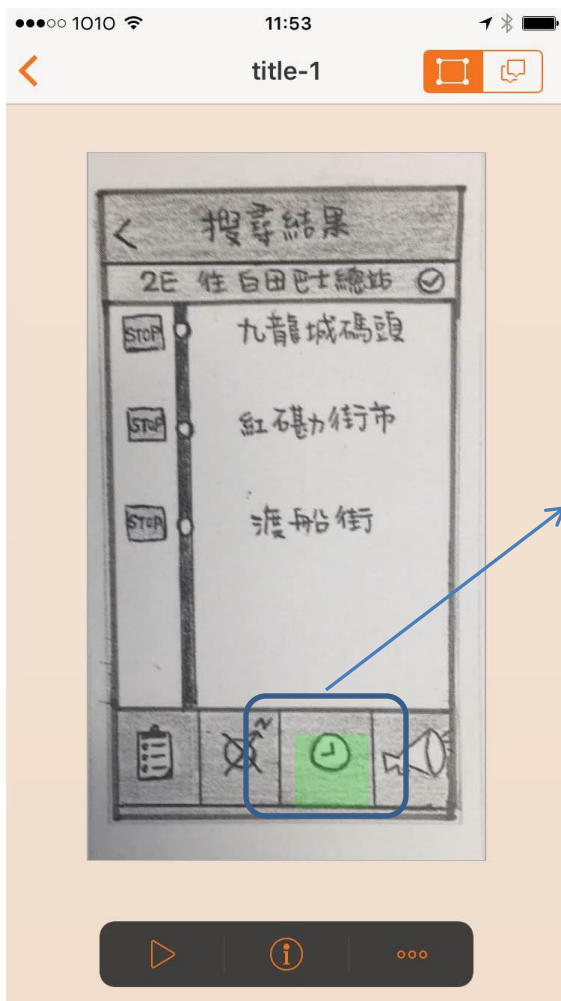 1010 11:53
title-1
搜尋結果
2E 往白田巴士總站
STOP 九龍城碼頭
STOP 紅磡街市
STOP 渡船街